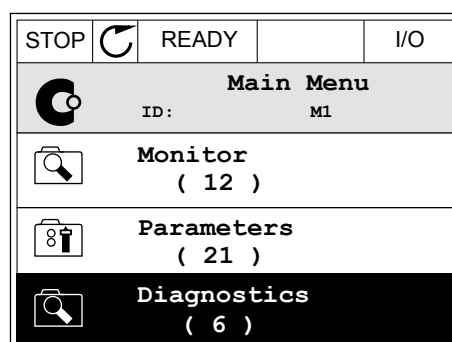 STOP READY I/O
Main Menu
ID: M1
Monitor
( 12 )
Parameters
( 21 )
Diagnostics
( 6 )